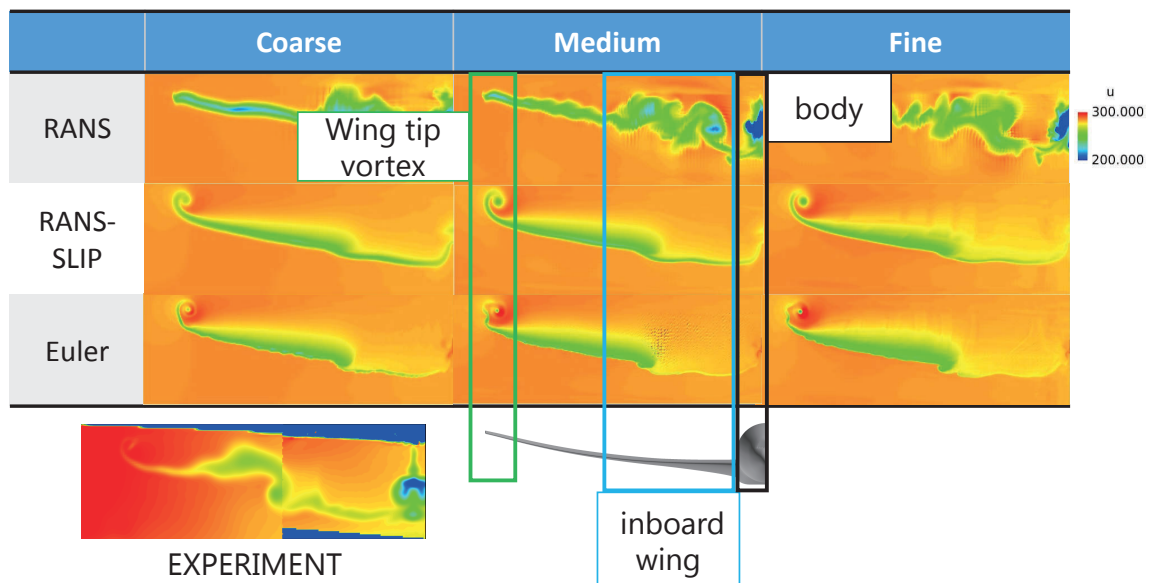 Coarse
Medium
Fine
RANS
Wing tip
vortex
body
u
300.000
200.000
RANS-
SLIP
Euler
EXPERIMENT
inboard
wing